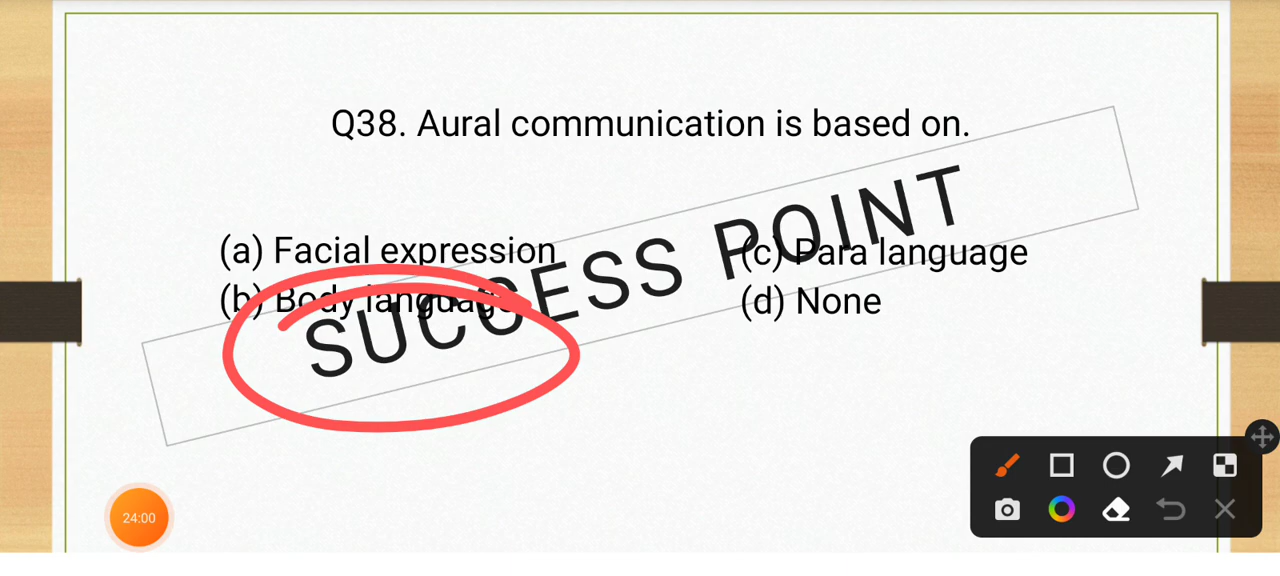 Q38. Aural communication is based on.
(a) Facial expression
(b) Body language
(c) Para language
(d) None
SUCCESS POINT
24:00